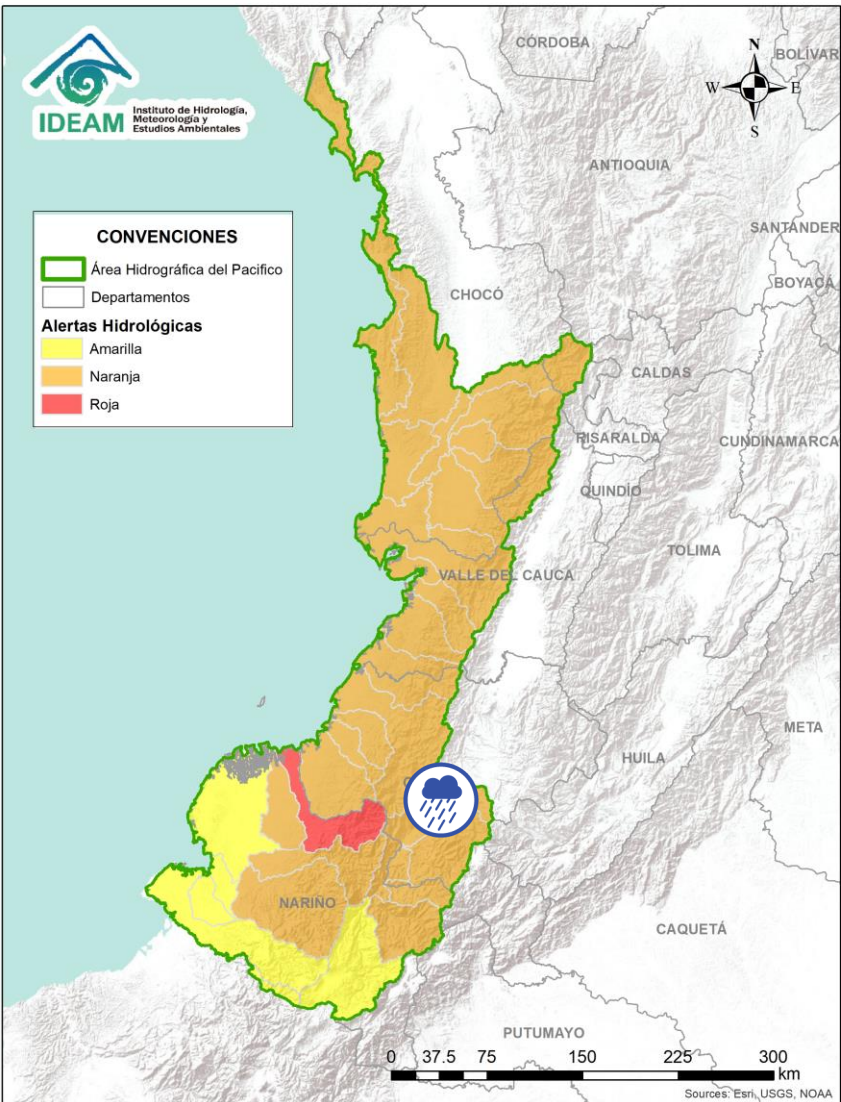 IDEAM
Instituto de Hidrología,
Meteorología y
Estudios Ambientales
N
W
E
S
CONVENCIONES
Área Hidrográfica del Pacifico
Departamentos
Alertas Hidrológicas
Amarilla
Naranja
Roja
CÓRDOBA
BOLÍVAR
ANTIOQUIA
SANTANDER
BOYACÁ
CHOCÓ
CALDAS
RISARALDA
CUNDINAMARCA
QUINDÍO
TOLIMA
VALLE DEL CAUCA
META
HUILA
NARIÑO
CAQUETÁ
PUTUMAYO
0 37.5 75 150 225 300
km
Sources: Esri, USGS, NOAA